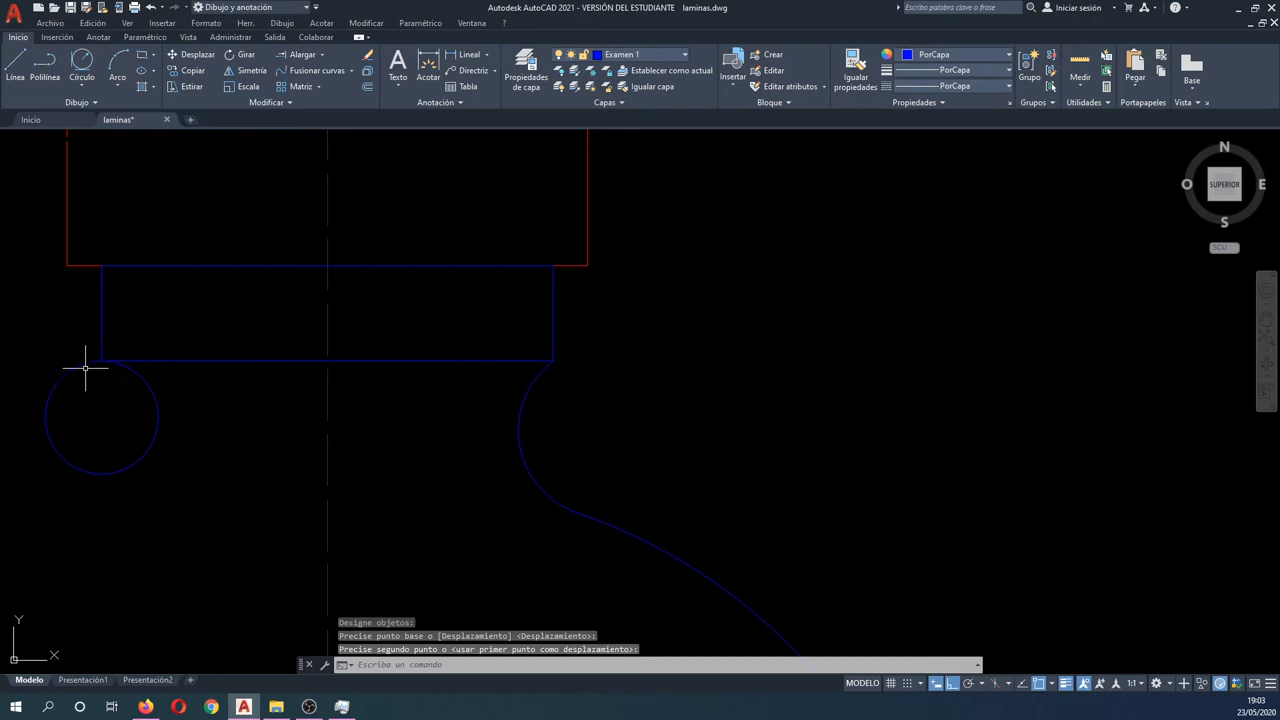 Autodesk AutoCAD 2021 - VERSIÓN DEL ESTUDIANTE laminas.dwg
Escriba palabra clave o frase
Iniciar sesión
Archivo Edición Ver Insertar Formato Herr. Dibujo Acotar Modificar Paramétrico Ventana ?
Inicio Inserción Anotar Paramétrico Vista Administrar Salida Colaborar
Dibujo y anotación
Línea Polilínea Círculo Arco
Desplazar Girar Alargar
Copiar Simetría Fusionar curvas
Estirar Escala Matriz
Texto Acotar
Lineal
Directriz
Tabla
Propiedades de capa
Examen 1
Establecer como actual
Igualar capa
Insertar
Crear
Editar
Editar atributos
Igualar propiedades
PorCapa
PorCapa
PorCapa
Grupo
Medir
Pegar
Base
Dibujo Modificar Anotación Capas Bloque Propiedades Grupos Utilidades Portapapeles Vista
Inicio laminas*
N
O SUPERIOR E
S
SCU
Y
X
Designe objetos:
Precise punto base o [Desplazamiento] <Desplazamiento>:
Precise segundo punto o <usar primer punto como desplazamiento>:
Escriba un comando
Modelo Presentación1 Presentación2
MODELO
1:1
19:03
23/05/2020